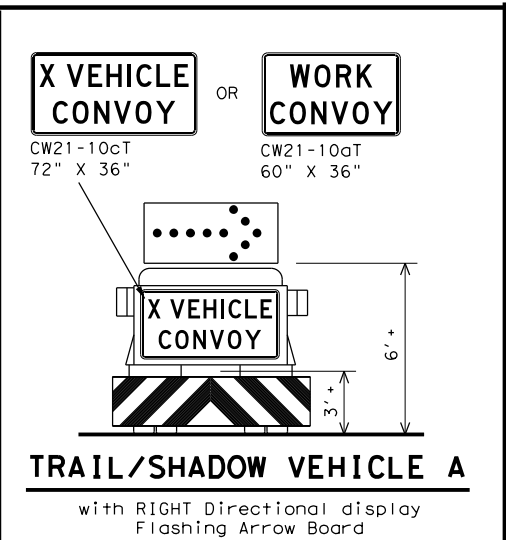 X VEHICLE
CONVOY
OR
WORK
CONVOY
CW21-10cT
72" X 36"
CW21-10aT
60" X 36"
X VEHICLE
CONVOY
6'+
3'+
TRAIL/SHADOW VEHICLE A
with RIGHT Directional display
Flashing Arrow Board